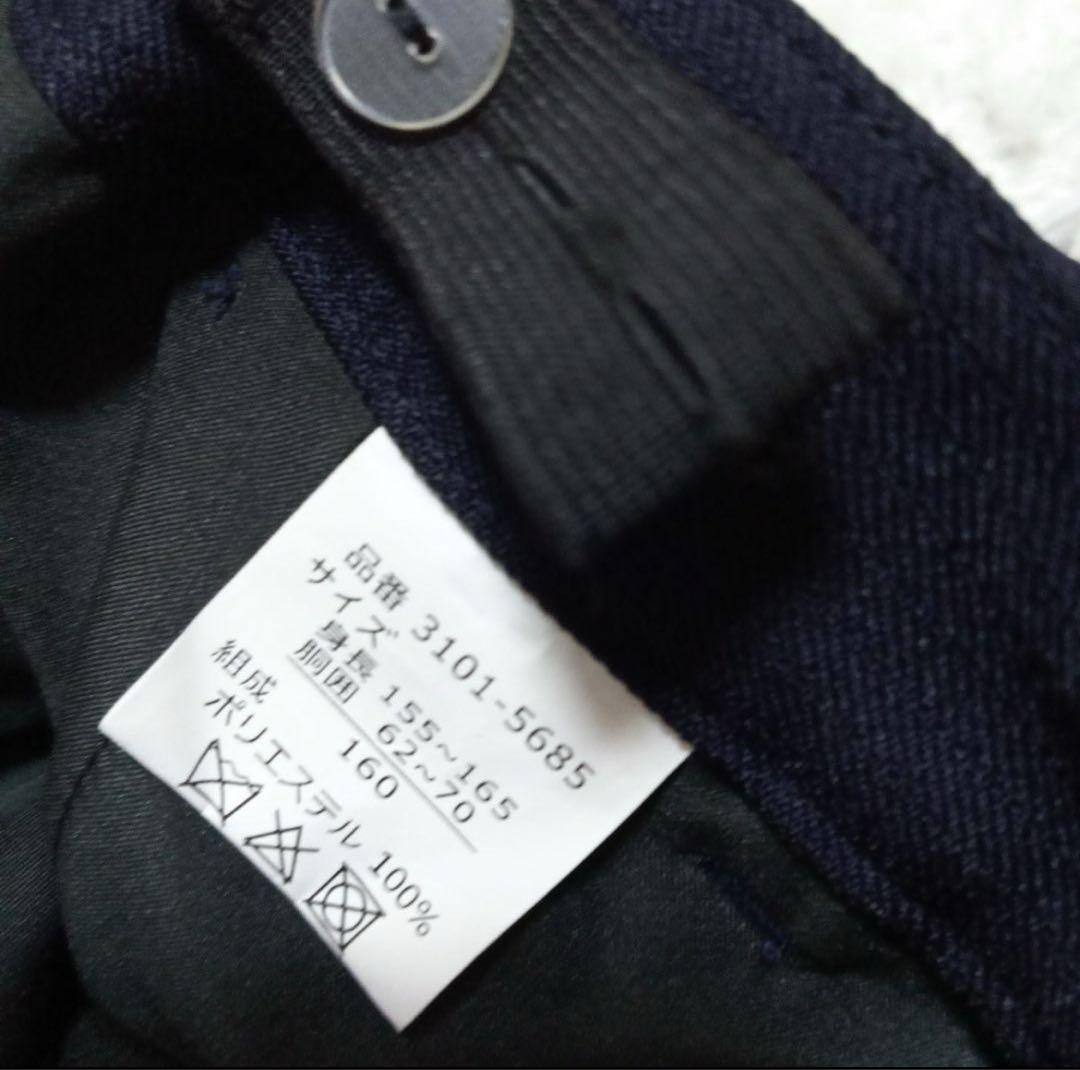 品番 3101-5685
サイズ
身長 155~165
胴囲 62~70
160
組成
ポリエステル 100%